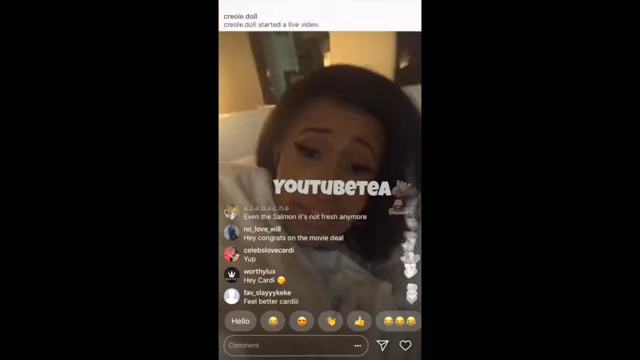 creole.doll
creole.doll started a live video.
YOUTUBETEA
Even the Salmon it's not fresh anymore
no_love_will
Hey congrats on the movie deal
celebslovecardi
Yup
worthylux
Hey Cardi 😘
fav_slayyykeke
Feel better cardiii
Hello
Comment